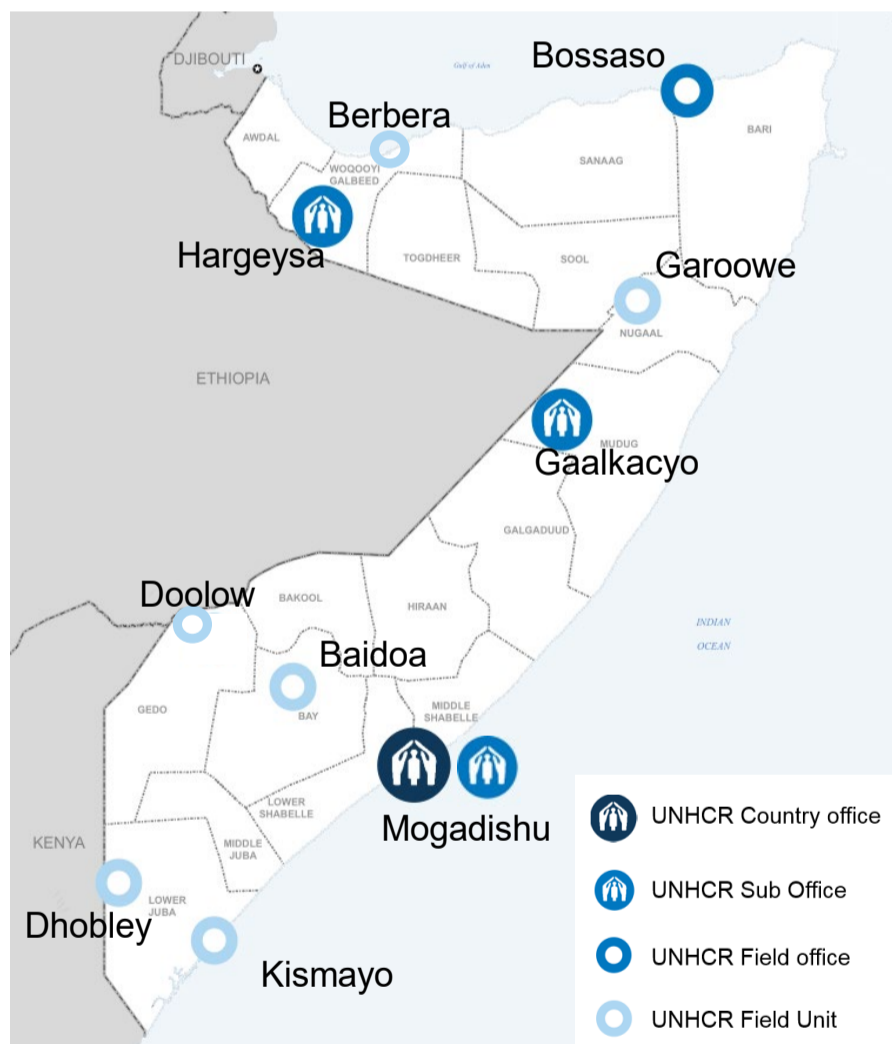 Bossaso
DJIBOUTI
Gulf of Aden
Berbera
BARI
AWDAL
SANAAG
WOQOOYI
GALBEED
Hargeysa
TOGDHEER
SOOL
Garoowe
NUGAAL
ETHIOPIA
MUDUG
Gaalkacyo
GALGADUUD
Doolow
BAKOOL
HIRAAN
INDIAN
OCEAN
Baidoa
GEDO
BAY
MIDDLE
SHABELLE
LOWER
SHABELLE
Mogadishu
KENYA
MIDDLE
JUBA
LOWER
JUBA
Dhobley
Kismayo
UNHCR Country office
UNHCR Sub Office
UNHCR Field office
UNHCR Field Unit